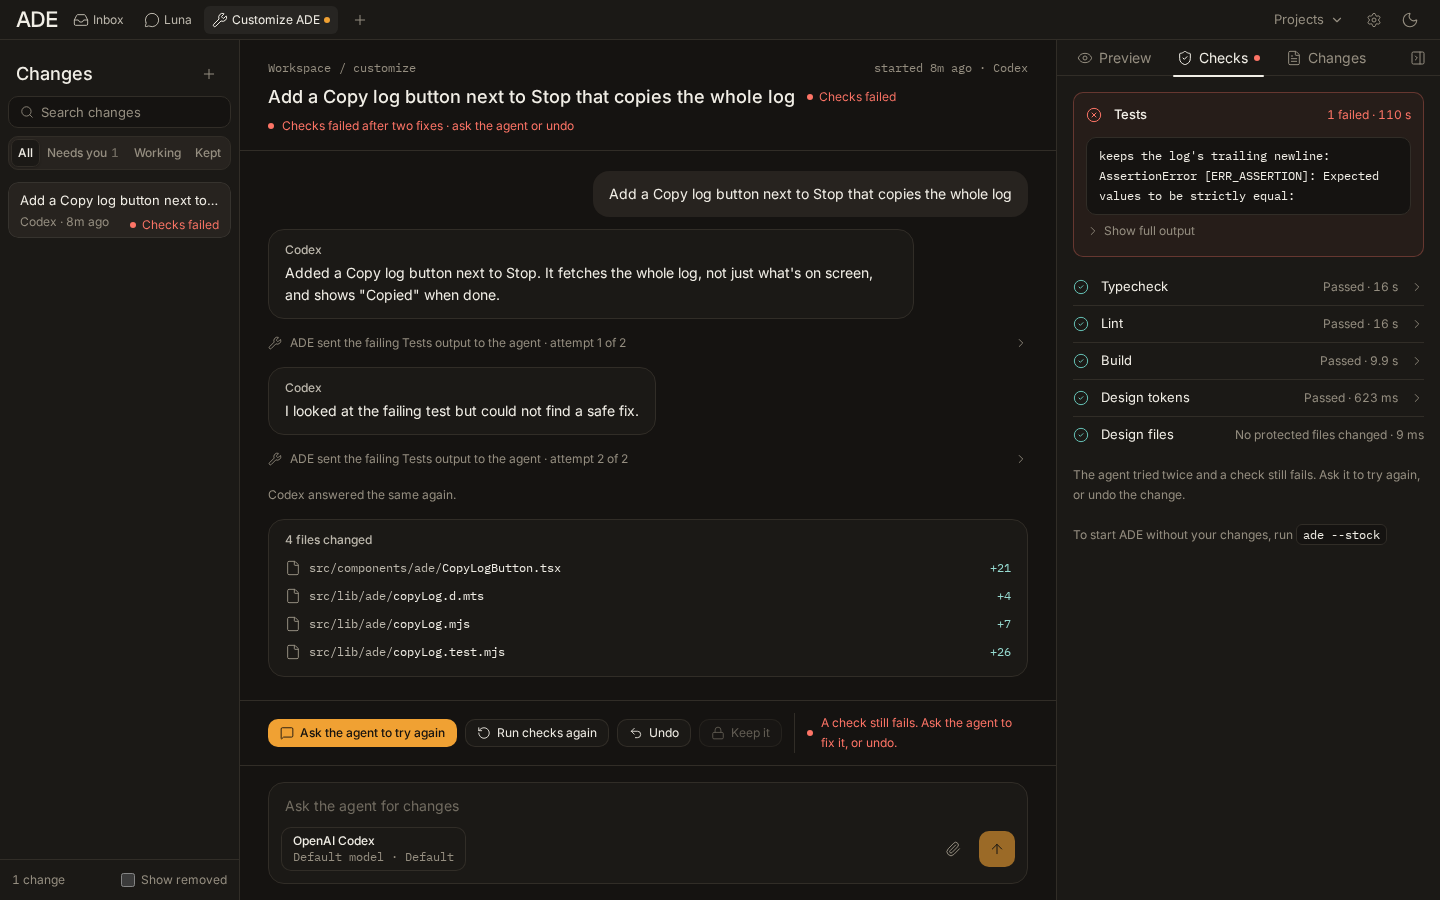 ADE
Inbox
Luna
Customize ADE
Projects
Changes
Search changes
All
Needs you 1
Working
Kept
Add a Copy log button next to...
Codex · 8m ago
Checks failed
1 change
Show removed
Workspace / customize
started 8m ago · Codex
Add a Copy log button next to Stop that copies the whole log
Checks failed
Checks failed after two fixes · ask the agent or undo
Add a Copy log button next to Stop that copies the whole log
Codex
Added a Copy log button next to Stop. It fetches the whole log, not just what's on screen,
and shows "Copied" when done.
ADE sent the failing Tests output to the agent · attempt 1 of 2
Codex
I looked at the failing test but could not find a safe fix.
ADE sent the failing Tests output to the agent · attempt 2 of 2
Codex answered the same again.
4 files changed
src/components/ade/CopyLogButton.tsx +21
src/lib/ade/copyLog.d.mts +4
src/lib/ade/copyLog.mjs +7
src/lib/ade/copyLog.test.mjs +26
Ask the agent to try again
Run checks again
Undo
Keep it
A check still fails. Ask the agent to
fix it, or undo.
Ask the agent for changes
OpenAI Codex
Default model · Default
Preview
Checks
Changes
Tests
1 failed · 110 s
keeps the log's trailing newline:
AssertionError [ERR_ASSERTION]: Expected
values to be strictly equal:
Show full output
Typecheck
Passed · 16 s
Lint
Passed · 16 s
Build
Passed · 9.9 s
Design tokens
Passed · 623 ms
Design files
No protected files changed · 9 ms
The agent tried twice and a check still fails. Ask it to try again,
or undo the change.
To start ADE without your changes, run ade --stock